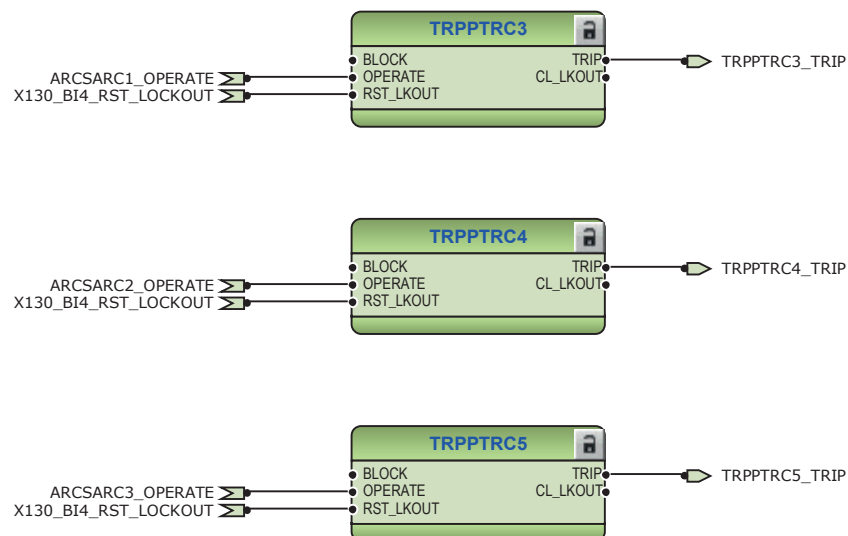 TRPPTRC3
BLOCK TRIP TRPPTRC3_TRIP
ARCSARC1_OPERATE OPERATE CL_LKOUT
X130_BI4_RST_LOCKOUT RST_LKOUT
TRPPTRC4
BLOCK TRIP TRPPTRC4_TRIP
ARCSARC2_OPERATE OPERATE CL_LKOUT
X130_BI4_RST_LOCKOUT RST_LKOUT
TRPPTRC5
BLOCK TRIP TRPPTRC5_TRIP
ARCSARC3_OPERATE OPERATE CL_LKOUT
X130_BI4_RST_LOCKOUT RST_LKOUT